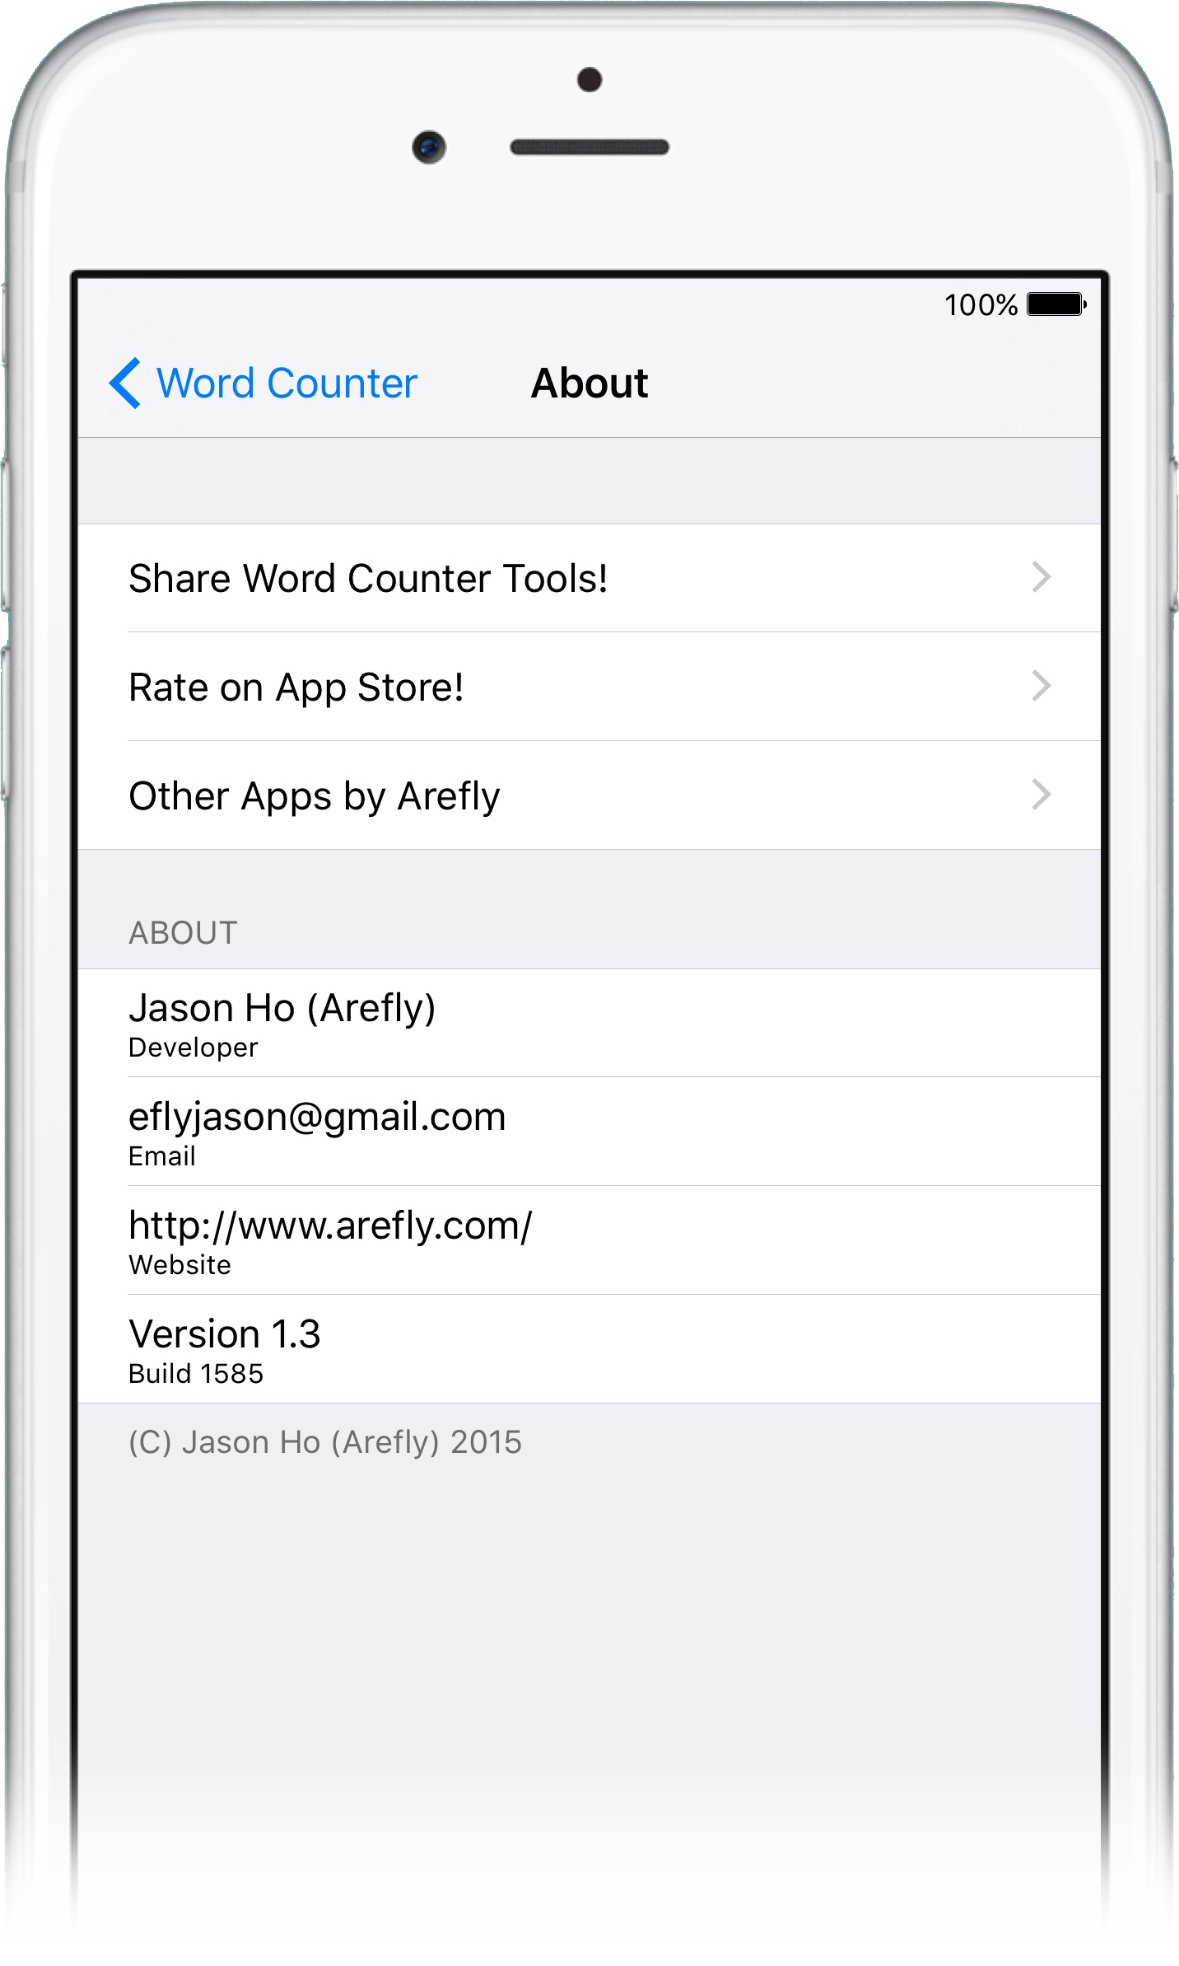 100%
Word Counter
About
Share Word Counter Tools!
Rate on App Store!
Other Apps by Arefly
ABOUT
Jason Ho (Arefly)
Developer
eflyjason@gmail.com
Email
http://www.arefly.com/
Website
Version 1.3
Build 1585
(C) Jason Ho (Arefly) 2015